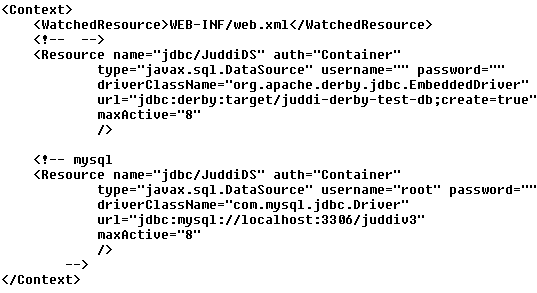 <Context>
    <WatchedResource>WEB-INF/web.xml</WatchedResource>
    <!-- -->
    <Resource name="jdbc/JuddiDS" auth="Container"
            type="javax.sql.DataSource" username="" password=""
            driverClassName="org.apache.derby.jdbc.EmbeddedDriver"
            url="jdbc:derby:target/juddi-derby-test-db;create=true"
            maxActive="8"
            />
    <!-- mysql
    <Resource name="jdbc/JuddiDS" auth="Container"
            type="javax.sql.DataSource" username="root" password=""
            driverClassName="com.mysql.jdbc.Driver"
            url="jdbc:mysql://localhost:3306/juddiv3"
            maxActive="8"
            />
        -->
</Context>